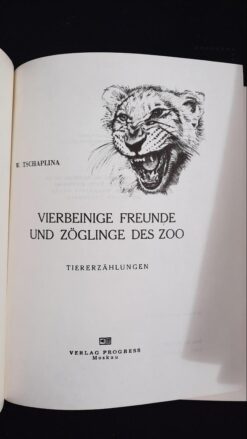 W. TSCHAPLINA
VIERBEINIGE FREUNDE
UND ZÖGLINGE DES ZOO
TIERERZÄHLUNGEN
VERLAG PROGRESS
Moskau